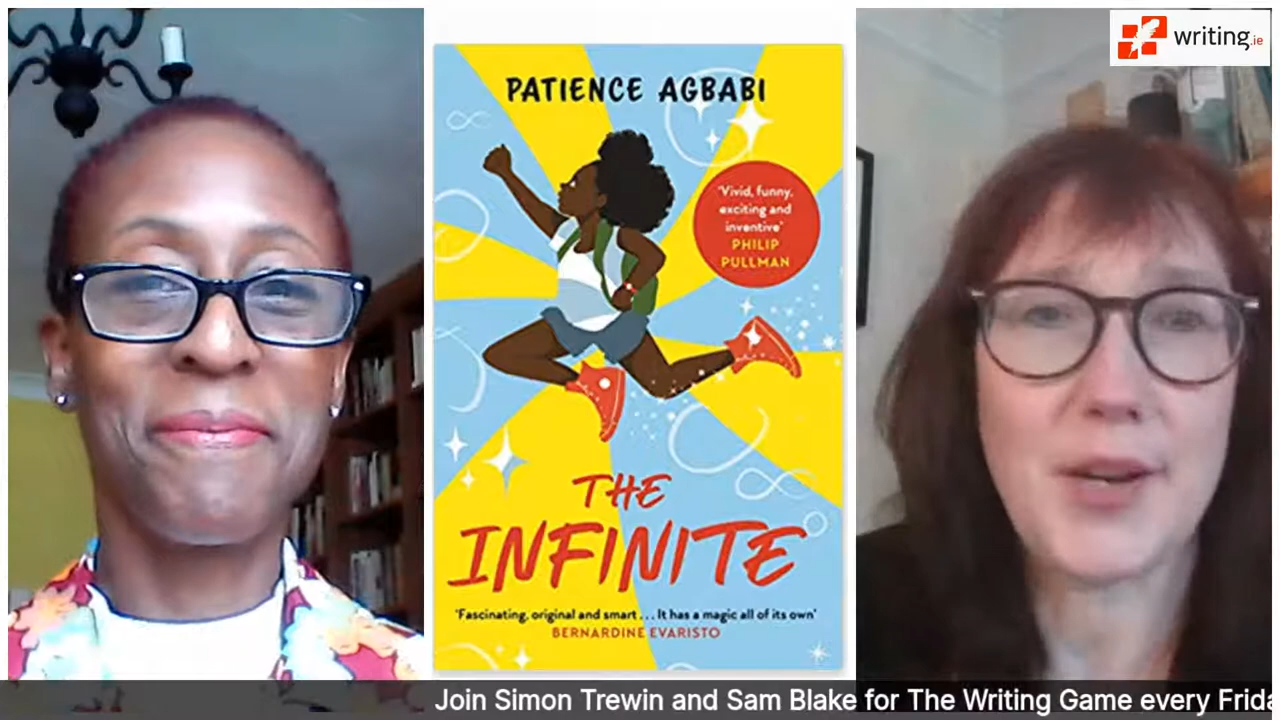 writing.ie
PATIENCE AGBABI
'Vivid, funny,
exciting and
inventive'
PHILIP
PULLMAN
THE
INFINITE
'Fascinating, original and smart . . . It has a magic all of its own'
BERNARDINE EVARISTO
Join Simon Trewin and Sam Blake for The Writing Game every Frida